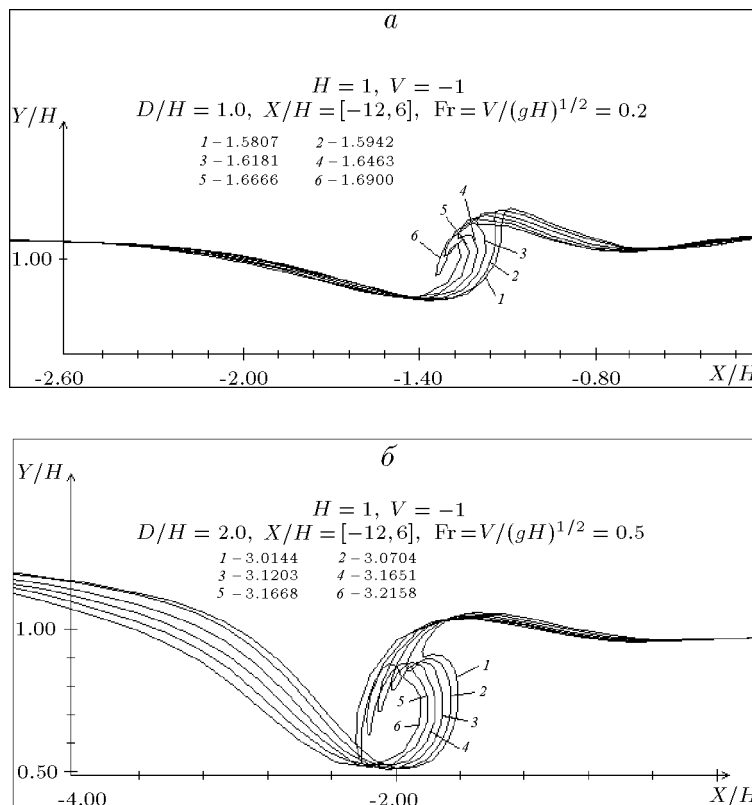 а
H = 1, V = −1
Y/H
D/H = 1.0, X/H = [−12, 6], Fr = V/(gH)^{1/2} = 0.2
1 – 1.5807 2 – 1.5942
3 – 1.6181 4 – 1.6463
5 – 1.6666 6 – 1.6900
4
5
6
3
1.00
2
1
-2.60 -2.00 -1.40 -0.80 X/H
б
Y/H
H = 1, V = −1
D/H = 2.0, X/H = [−12, 6], Fr = V/(gH)^{1/2} = 0.5
1 – 3.0144 2 – 3.0704
3 – 3.1203 4 – 3.1651
5 – 3.1668 6 – 3.2158
1.00
1
2
5
3
6
4
0.50
-4.00 -2.00 X/H